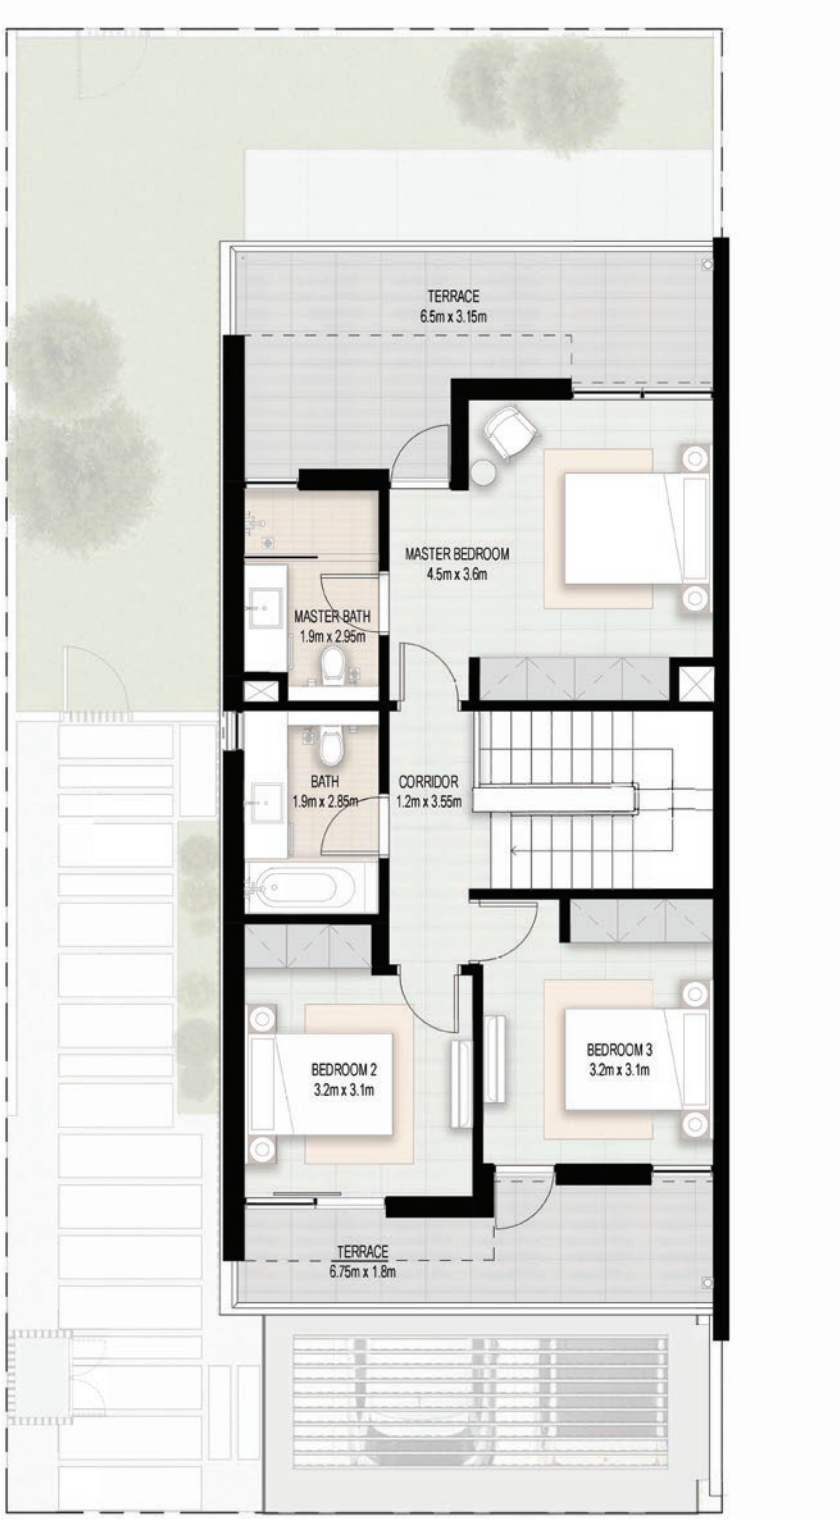 TERRACE
6.5m x 3.15m
MASTER BEDROOM
4.5m x 3.6m
MASTER BATH
1.9m x 2.95m
BATH
1.9m x 2.85m
CORRIDOR
1.2m x 3.55m
BEDROOM 2
3.2m x 3.1m
BEDROOM 3
3.2m x 3.1m
TERRACE
6.75m x 1.8m